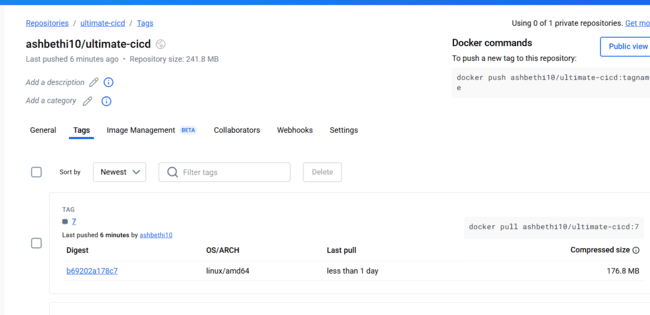 Repositories / ultimate-cicd / Tags
Using 0 of 1 private repositories. Get mo
ashbethi10/ultimate-cicd
Last pushed 6 minutes ago • Repository size: 241.8 MB
Add a description
Add a category
Docker commands
Public view
To push a new tag to this repository:
docker push ashbethi10/ultimate-cicd:tagnam
e
General Tags Image Management BETA Collaborators Webhooks Settings
Sort by Newest Filter tags Delete
TAG
7
Last pushed 6 minutes by ashbethi10
docker pull ashbethi10/ultimate-cicd:7
Digest OS/ARCH Last pull Compressed size
b69202a178c7 linux/amd64 less than 1 day 176.8 MB